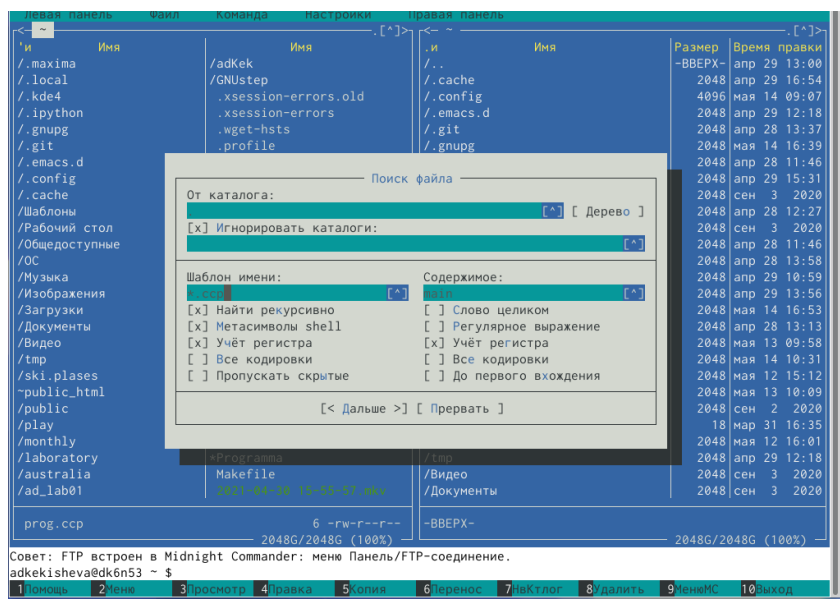 Левая панель Файл Команда Настройки Правая панель
<─ ~ .[^]> <─ ~ .[^]>
'и Имя Имя .и Имя Размер Время правки
/.maxima /adKek /.. -ВВЕРХ- апр 29 13:00
/.local /GNUstep /.cache 2048 апр 29 16:54
/.kde4 .xsession-errors.old /.config 4096 мая 14 09:07
/.ipython .xsession-errors /.emacs.d 2048 апр 29 12:18
/.gnupg .wget-hsts /.git 2048 апр 28 13:37
/.git .profile /.gnupg 2048 мая 14 16:39
/.emacs.d 2048 апр 28 11:46
/.config Поиск файла 2048 апр 29 15:31
/.cache От каталога: 2048 сен 3 2020
/Шаблоны . [^] [ Дерево ] 2048 апр 28 12:27
/Рабочий стол [x] Игнорировать каталоги: 2048 сен 3 2020
/Общедоступные [^] 2048 апр 28 11:46
/ОС 2048 апр 28 13:58
/Музыка Шаблон имени: Содержимое: 2048 апр 29 10:59
/Изображения *.ccp [^] main [^] 2048 апр 29 13:56
/Загрузки [x] Найти рекурсивно [ ] Слово целиком 2048 мая 14 16:53
/Документы [x] Метасимволы shell [ ] Регулярное выражение 2048 апр 28 13:13
/Видео [x] Учёт регистра [x] Учёт регистра 2048 мая 13 09:58
/tmp [ ] Все кодировки [ ] Все кодировки 2048 мая 14 10:31
/ski.plases [ ] Пропускать скрытые [ ] До первого вхождения 2048 мая 12 15:12
~public_html 2048 мая 13 10:09
/public [< Дальше >] [ Прервать ] 2048 сен 2 2020
/play 18 мар 31 16:35
/monthly 2048 мая 12 16:01
/laboratory *Programma /tmp 2048 апр 29 12:18
/australia Makefile /Видео 2048 сен 3 2020
/ad_lab01 2021-04-30 15-55-57.mkv /Документы 2048 сен 3 2020
prog.ccp 6 -rw-r--r-- -ВВЕРХ-
2048G/2048G (100%) 2048G/2048G (100%)
Совет: FTP встроен в Midnight Commander: меню Панель/FTP-соединение.
adkekisheva@dk6n53 ~ $
1Помощь 2Меню 3Просмотр 4Правка 5Копия 6Перенос 7НвКтлог 8Удалить 9МенюМС 10Выход